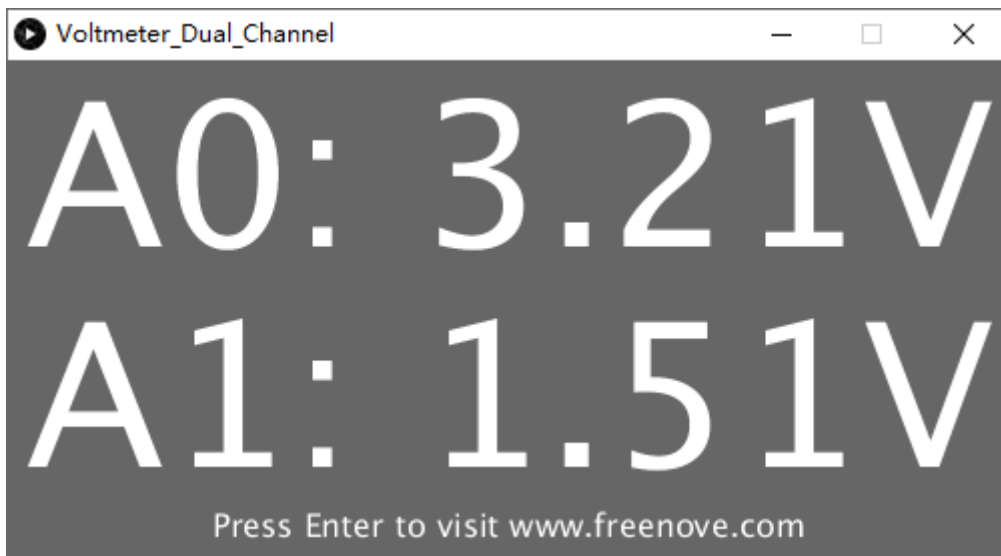 Voltmeter_Dual_Channel
A0: 3.21V
A1: 1.51V
Press Enter to visit www.freenove.com